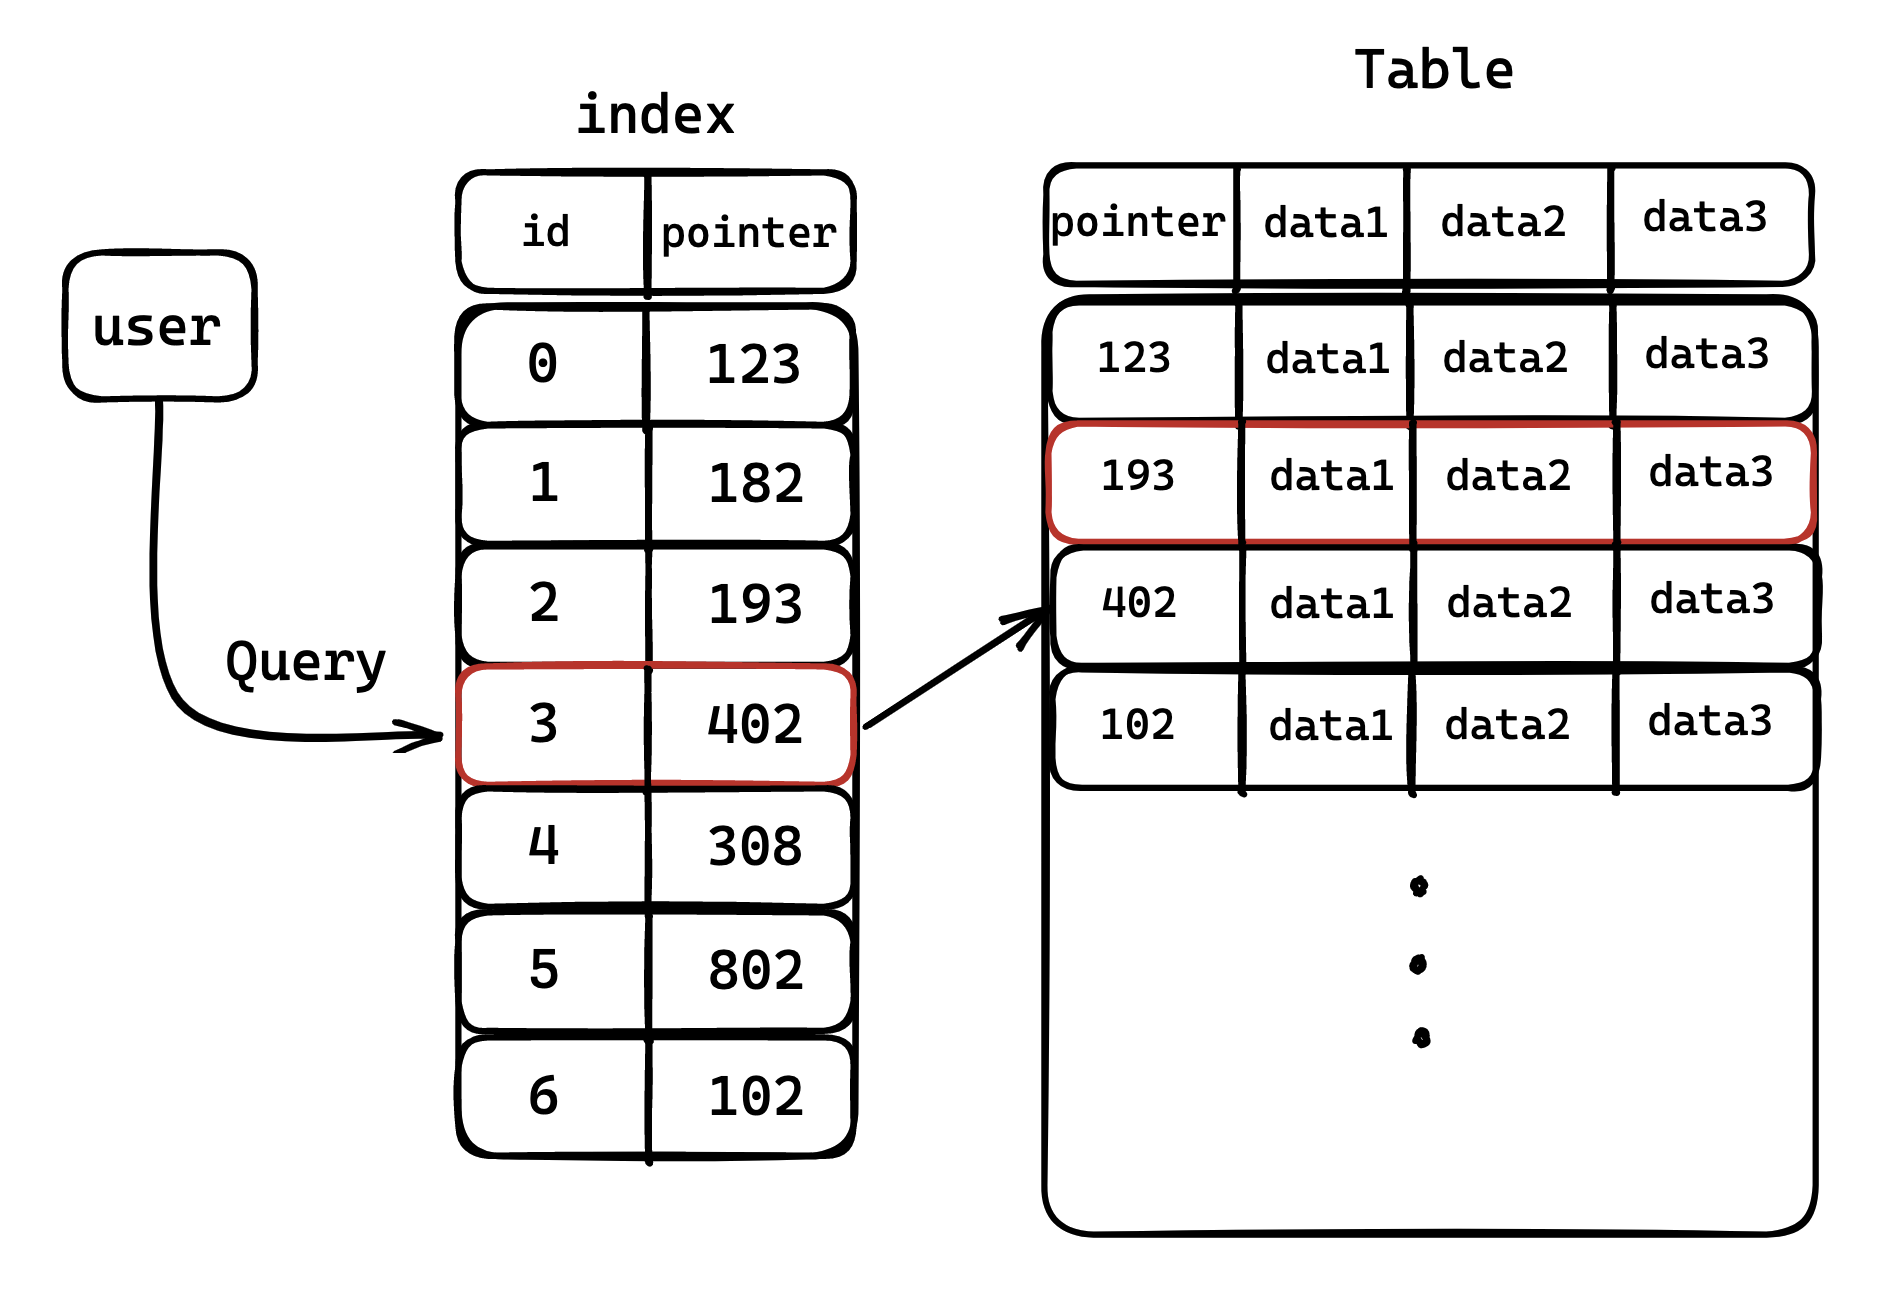 Table
index
id pointer
pointer data1 data2 data3
user
0 123
1 182
2 193
3 402
4 308
5 802
6 102
Query
123 data1 data2 data3
193 data1 data2 data3
402 data1 data2 data3
102 data1 data2 data3